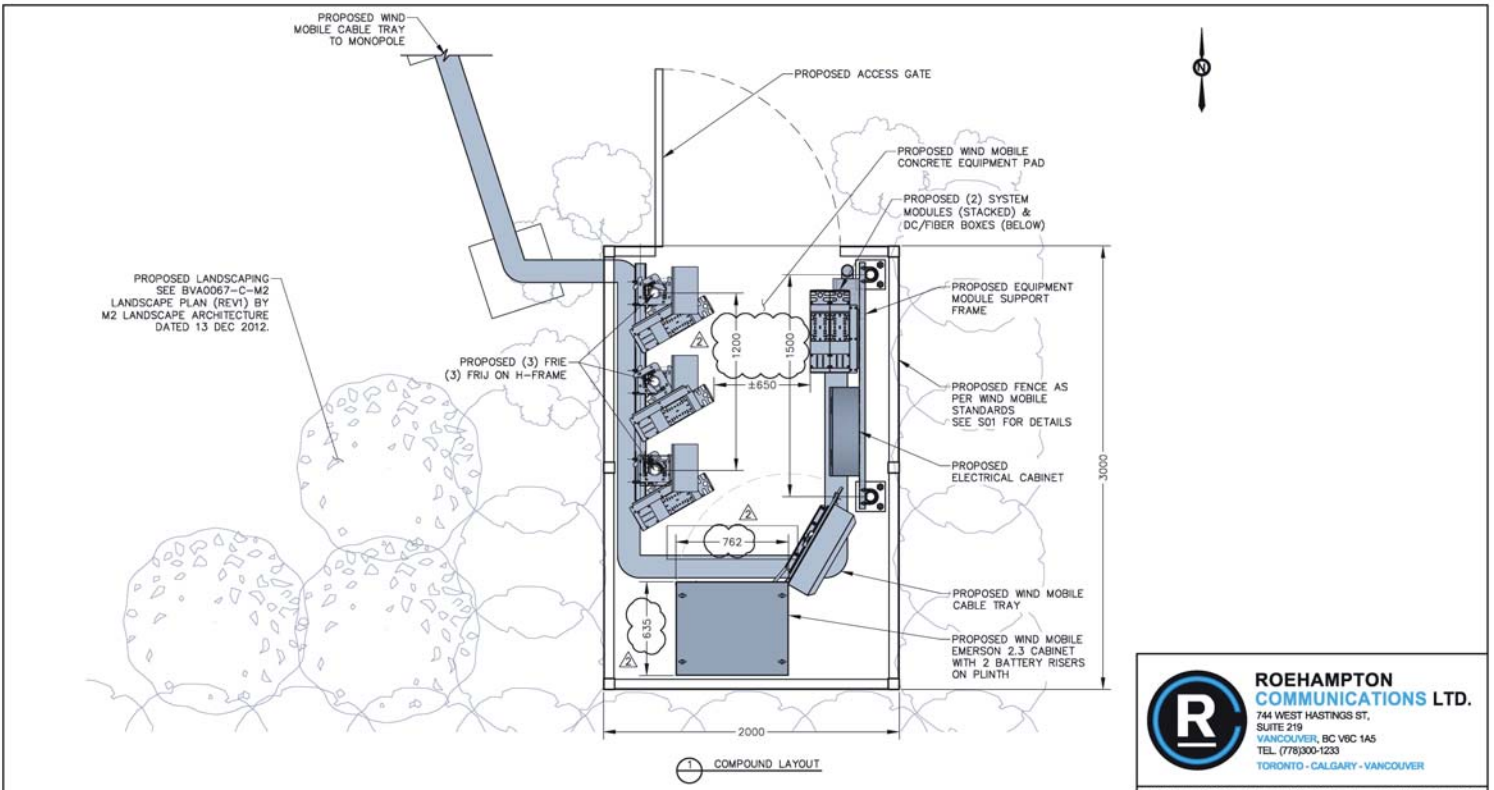 PROPOSED WIND
MOBILE CABLE TRAY
TO MONOPOLE
PROPOSED ACCESS GATE
N
PROPOSED WIND MOBILE
CONCRETE EQUIPMENT PAD
PROPOSED (2) SYSTEM
MODULES (STACKED) &
DC/FIBER BOXES (BELOW)
PROPOSED LANDSCAPING
SEE BVA0067-C-M2
LANDSCAPE PLAN (REV1) BY
M2 LANDSCAPE ARCHITECTURE
DATED 13 DEC 2012.
PROPOSED EQUIPMENT
MODULE SUPPORT
FRAME
PROPOSED (3) FRIE
(3) FRIJ ON H-FRAME
2
1200
1500
±650
PROPOSED FENCE AS
PER WIND MOBILE
STANDARDS
SEE S01 FOR DETAILS
PROPOSED
ELECTRICAL CABINET
3000
2
762
PROPOSED WIND MOBILE
CABLE TRAY
635
2
PROPOSED WIND MOBILE
EMERSON 2.3 CABINET
WITH 2 BATTERY RISERS
ON PLINTH
2000
1 COMPOUND LAYOUT
R
ROEHAMPTON
COMMUNICATIONS LTD.
744 WEST HASTINGS ST,
SUITE 219
VANCOUVER, BC V6C 1A5
TEL. (778)300-1233
TORONTO - CALGARY - VANCOUVER